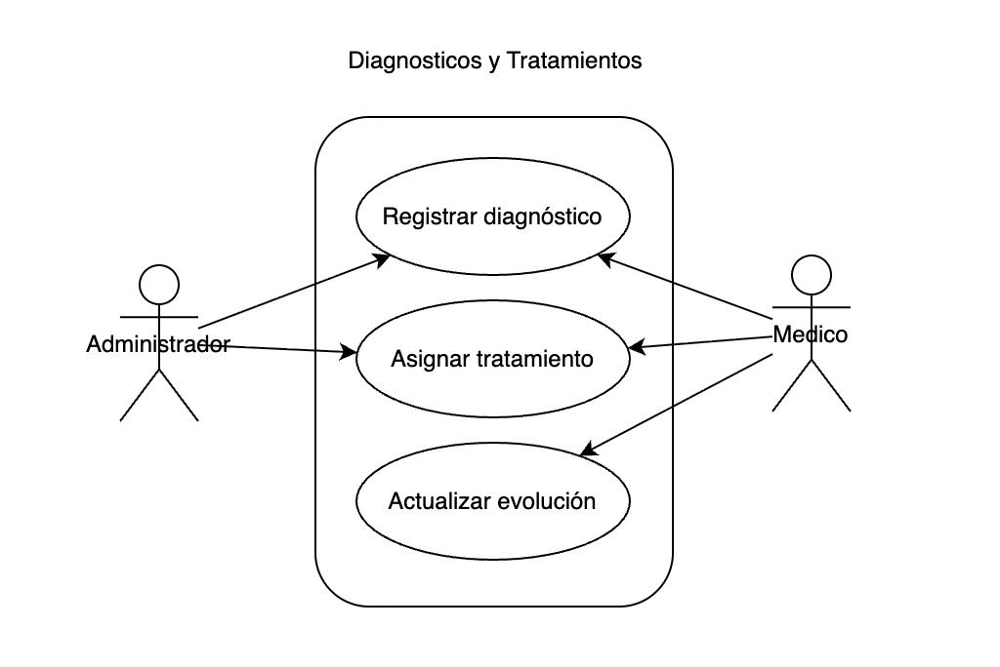 Diagnosticos y Tratamientos
Registrar diagnóstico
Administrador
Medico
Asignar tratamiento
Actualizar evolución